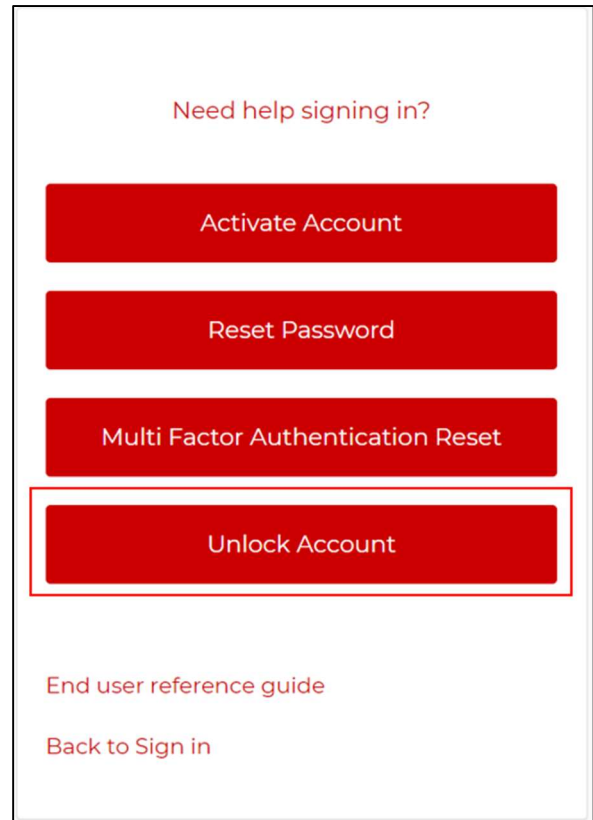 Need help signing in?
Activate Account
Reset Password
Multi Factor Authentication Reset
Unlock Account
End user reference guide
Back to Sign in